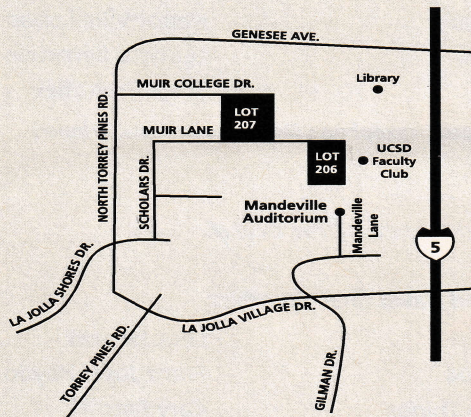 GENESEE AVE.
Library
MUIR COLLEGE DR.
LOT
207
MUIR LANE
LOT
206
UCSD
Faculty
Club
NORTH TORREY PINES RD.
SCHOLARS DR.
Mandeville
Auditorium
Mandeville
Lane
5
LA JOLLA SHORES DR.
LA JOLLA VILLAGE DR.
TORREY PINES RD.
GILMAN DR.